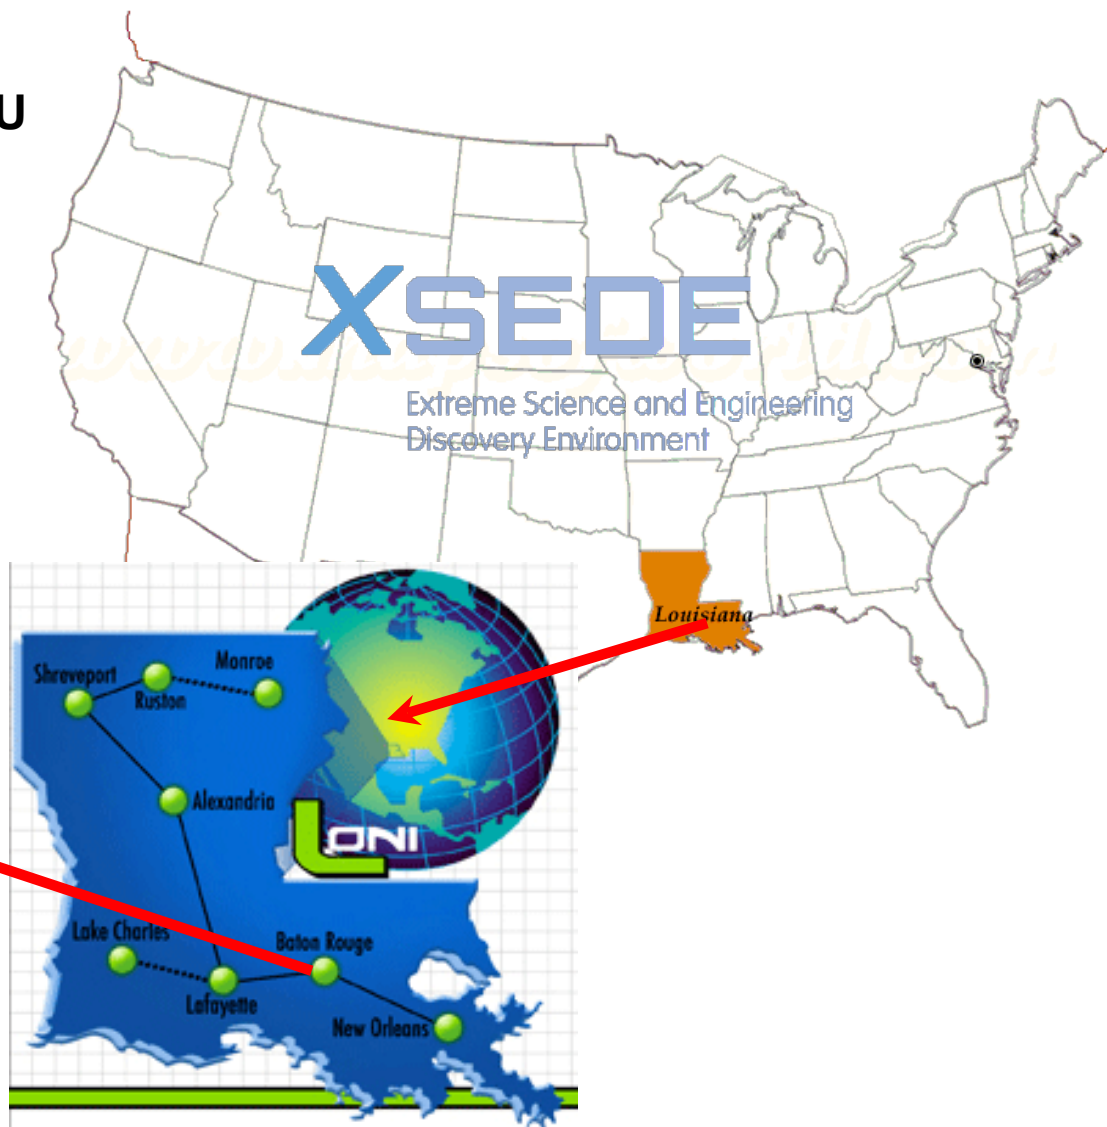 U
XSEDE
Extreme Science and Engineering
Discovery Environment
Louisiana
Monroe
Shreveport
Ruston
Alexandria
LONI
Lake Charles
Baton Rouge
Lafayette
New Orleans